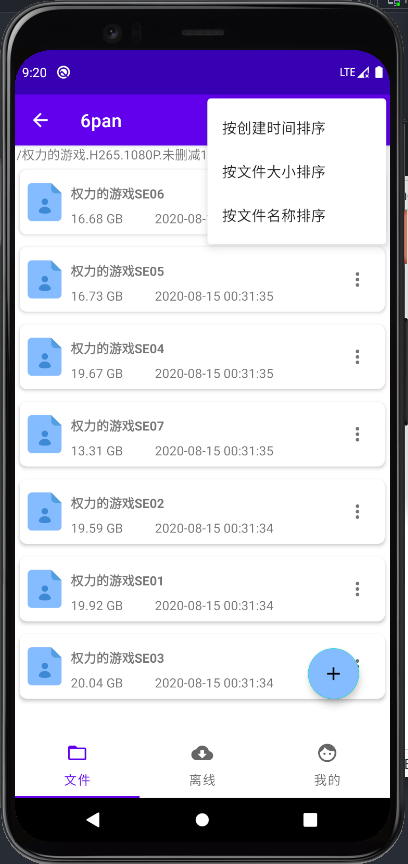 9:20 LTE
6pan
按创建时间排序
按文件大小排序
按文件名称排序
/权力的游戏.H265.1080P.未删减1
权力的游戏SE06
16.68 GB 2020-08-
权力的游戏SE05
16.73 GB 2020-08-15 00:31:35
权力的游戏SE04
19.67 GB 2020-08-15 00:31:35
权力的游戏SE07
13.31 GB 2020-08-15 00:31:35
权力的游戏SE02
19.59 GB 2020-08-15 00:31:34
权力的游戏SE01
19.92 GB 2020-08-15 00:31:34
权力的游戏SE03
20.04 GB 2020-08-15 00:31:34
文件 离线 我的